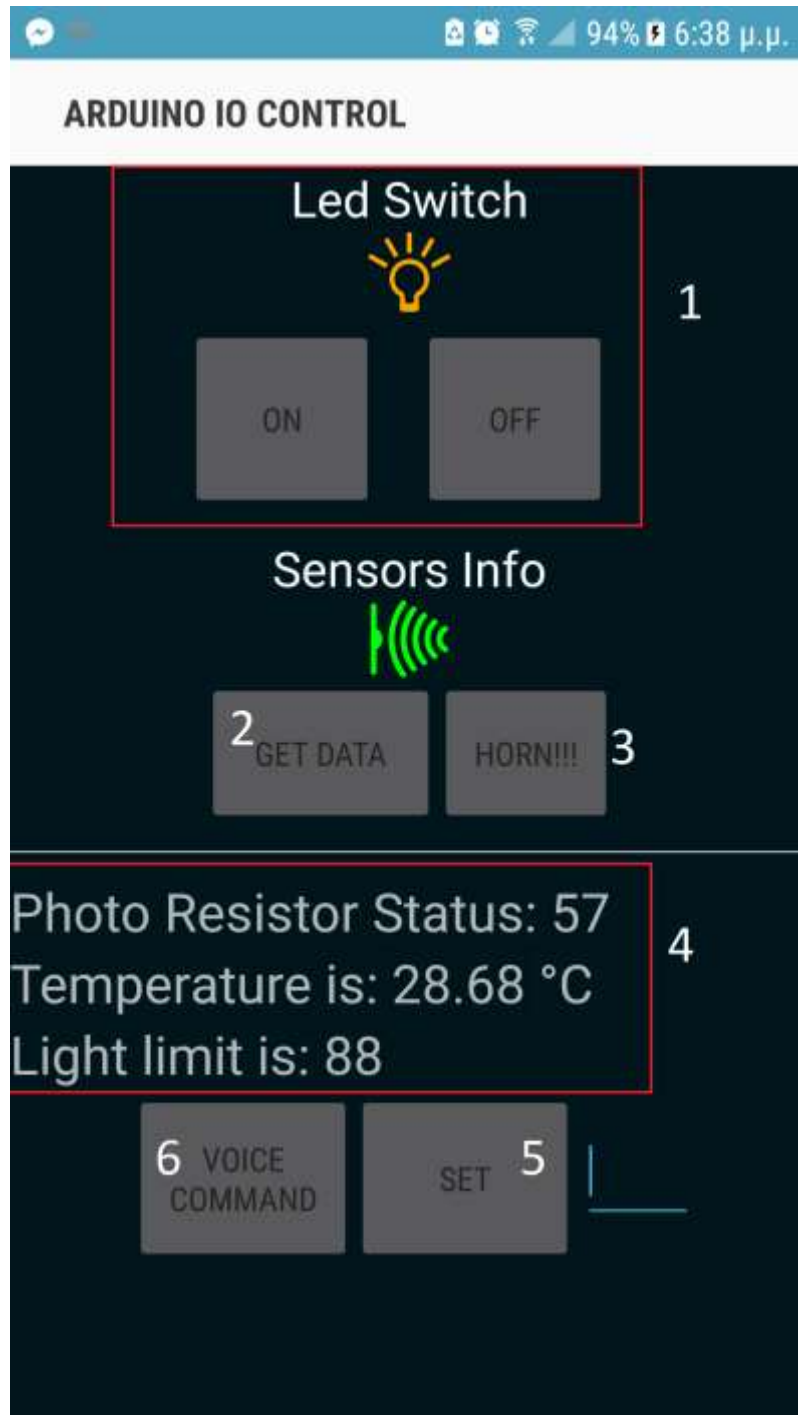 94% 6:38 μ.μ.
ARDUINO IO CONTROL
Led Switch
1
ON OFF
Sensors Info
2 GET DATA HORN!!! 3
Photo Resistor Status: 57
4
Temperature is: 28.68 °C
Light limit is: 88
6 VOICE COMMAND
SET 5